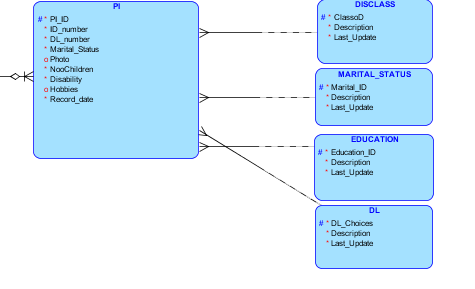 PI
# * PI_ID
* ID_number
* DL_number
* Marital_Status
o Photo
* NooChildren
* Disability
o Hobbies
* Record_date
DISCLASS
# * ClassoD
* Description
* Last_Update
MARITAL_STATUS
# * Marital_ID
* Description
* Last_Update
EDUCATION
# * Education_ID
* Description
* Last_Update
DL
# * DL_Choices
* Description
* Last_Update